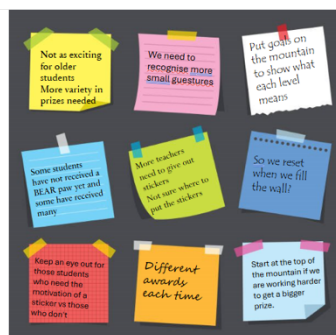 Not as exciting
for older
students
More variety in
prizes needed
We need to
recognise more
small guestures
Put goals on
the mountain
to show what
each level
means
Some students
have not received a
BEAR paw yet and
some have received
many
More teachers
need to give out
stickers
Not sure where to
put the stickers
So we reset
when we fill
the wall?
Keep an eye out for
those students
who need the
motivation of a
sticker vs those
who don't
Different
awards
each time
Start at the top of
the mountain if we
are working harder
to get a bigger
prize.